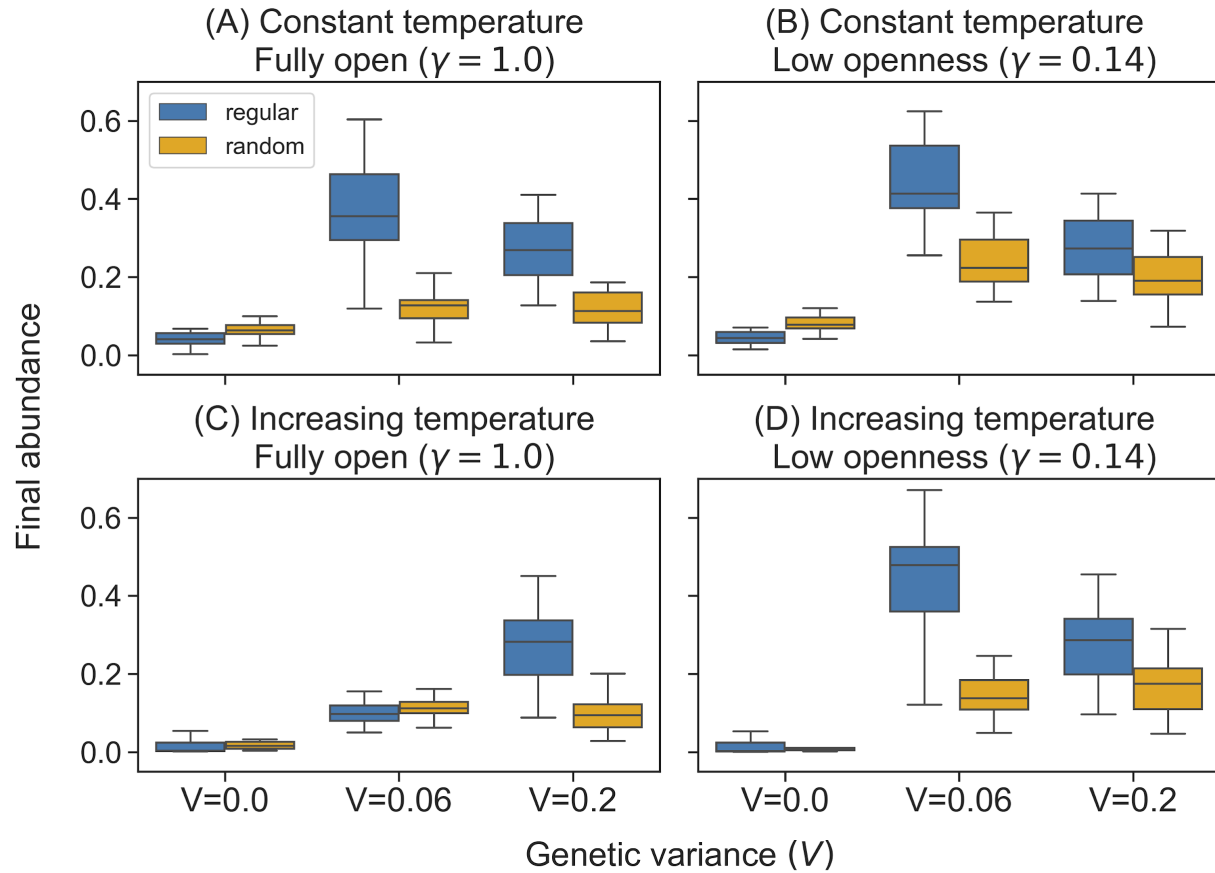 (A) Constant temperature
Fully open (γ = 1.0)
(B) Constant temperature
Low openness (γ = 0.14)
regular
random
0.6
0.4
0.2
0.0
(C) Increasing temperature
Fully open (γ = 1.0)
(D) Increasing temperature
Low openness (γ = 0.14)
0.6
0.4
0.2
0.0
Final abundance
V=0.0
V=0.06
V=0.2
V=0.0
V=0.06
V=0.2
Genetic variance (V)